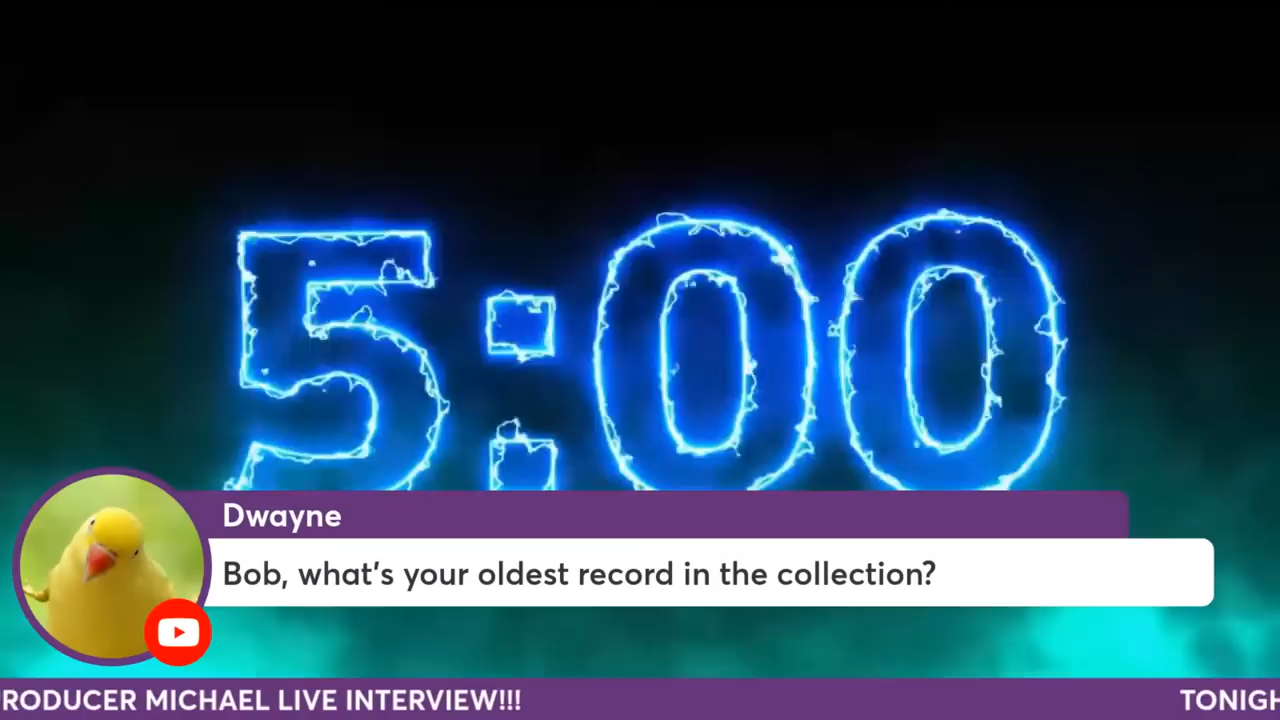 5:00
Dwayne
Bob, what's your oldest record in the collection?
RODUCER MICHAEL LIVE INTERVIEW!!! TONIGH